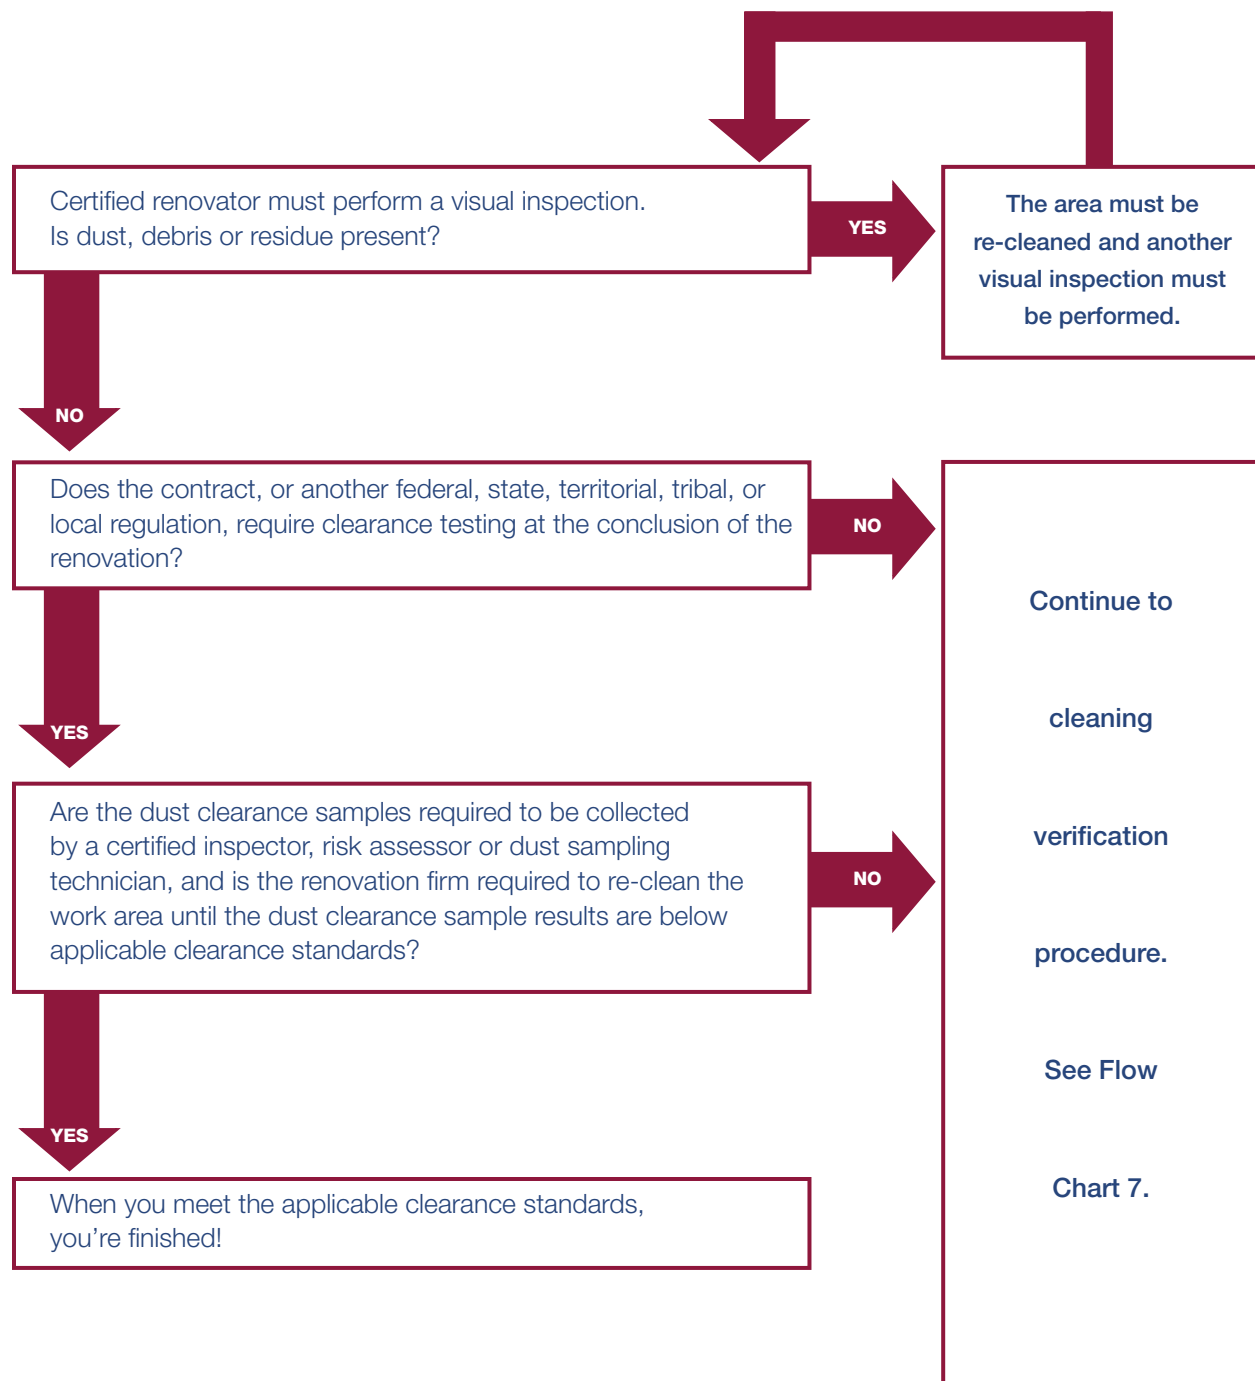 Certified renovator must perform a visual inspection.
Is dust, debris or residue present?
YES
The area must be
re-cleaned and another
visual inspection must
be performed.
NO
Does the contract, or another federal, state, territorial, tribal, or
local regulation, require clearance testing at the conclusion of the
renovation?
NO
Continue to
cleaning
verification
procedure.
See Flow
Chart 7.
YES
Are the dust clearance samples required to be collected
by a certified inspector, risk assessor or dust sampling
technician, and is the renovation firm required to re-clean the
work area until the dust clearance sample results are below
applicable clearance standards?
NO
YES
When you meet the applicable clearance standards,
you’re finished!